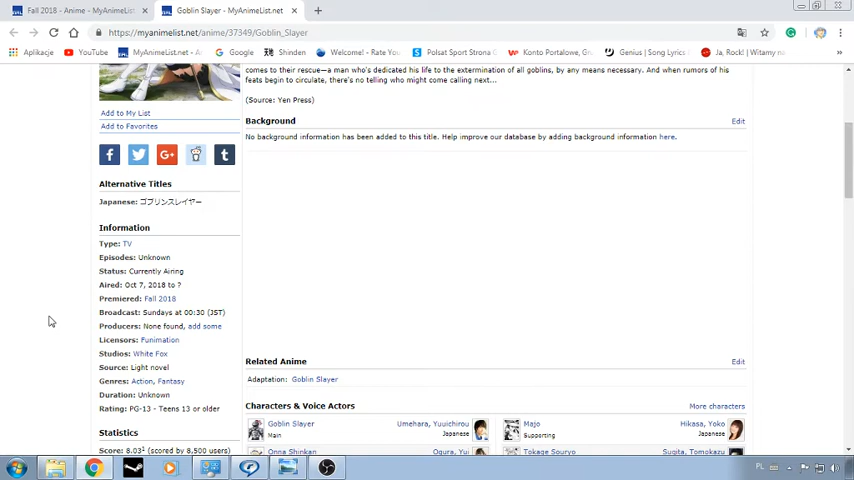 Fall 2018 - Anime - MyAnimeList
Goblin Slayer - MyAnimeList.net
https://myanimelist.net/anime/37349/Goblin_Slayer
Aplikacje
YouTube
MyAnimeList.net - A
Google
Shinden
Welcome! - Rate You
Polsat Sport Strona G
Konto Portalowe, Gr
Genius | Song Lyrics
Ja, Rock! | Witamy na
comes to their rescue—a man who's dedicated his life to the extermination of all goblins, by any means necessary. And when rumors of his
feats begin to circulate, there's no telling who might come calling next...
(Source: Yen Press)
Add to My List
Add to Favorites
Background
Edit
No background information has been added to this title. Help improve our database by adding background information here.
Alternative Titles
Japanese: ゴブリンスレイヤー
Information
Type: TV
Episodes: Unknown
Status: Currently Airing
Aired: Oct 7, 2018 to ?
Premiered: Fall 2018
Broadcast: Sundays at 00:30 (JST)
Producers: None found, add some
Licensors: Funimation
Studios: White Fox
Source: Light novel
Genres: Action, Fantasy
Duration: Unknown
Rating: PG-13 - Teens 13 or older
Statistics
Score: 8.03¹ (scored by 8,500 users)
Related Anime
Edit
Adaptation: Goblin Slayer
Characters & Voice Actors
More characters
Goblin Slayer
Main
Umehara, Yuuichirou
Japanese
Majo
Supporting
Hikasa, Yoko
Japanese
Onna Shinkan
Ogura, Yui
Tokage Souryo
Sugita, Tomokazu
PL